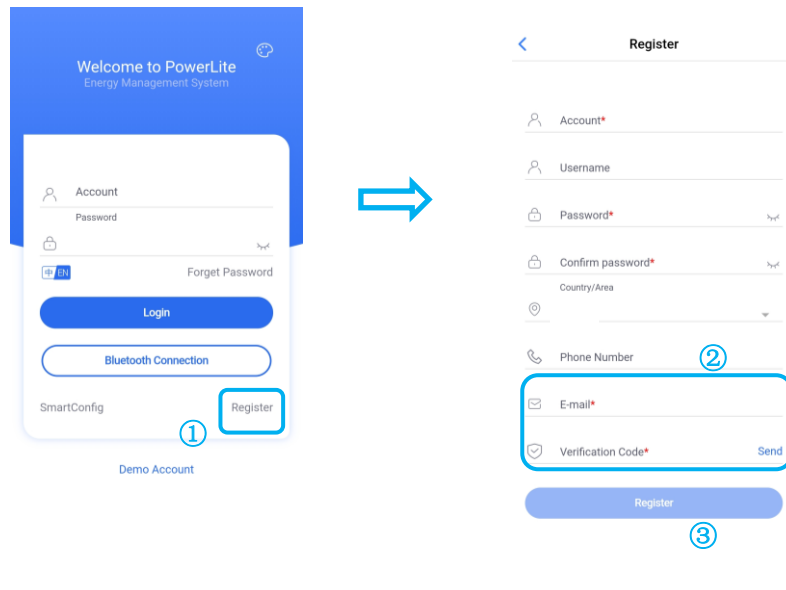 Welcome to PowerLite
Energy Management System
Account
Password
中/EN
Forget Password
Login
Bluetooth Connection
SmartConfig
Register
①
Demo Account
Register
Account*
Username
Password*
Confirm password*
Country/Area
Phone Number
②
E-mail*
Verification Code*
Send
Register
③